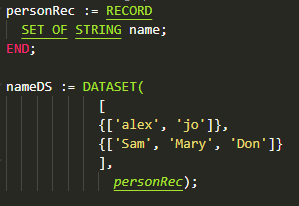 personRec := RECORD
SET OF STRING name;
END;
nameDS := DATASET(
[
{['alex', 'jo']},
{['Sam', 'Mary', 'Don']}
],
personRec);